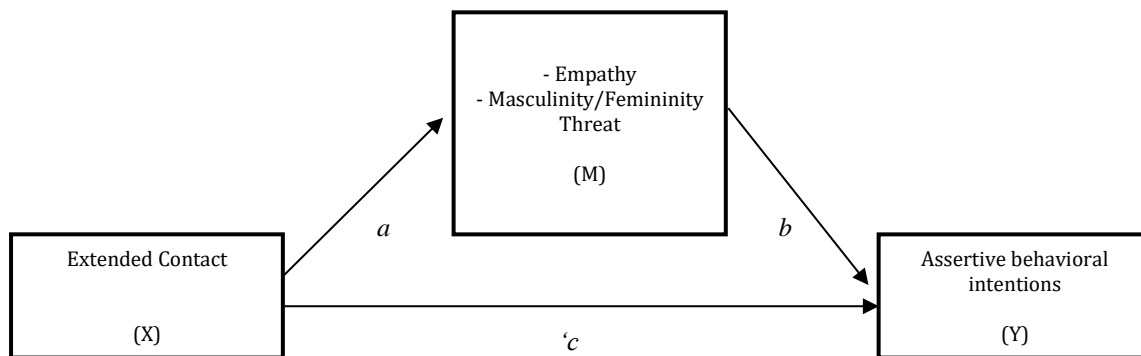 - Empathy
- Masculinity/Femininity
Threat
(M)
a
b
Extended Contact
(X)
Assertive behavioral
intentions
(Y)
‘c